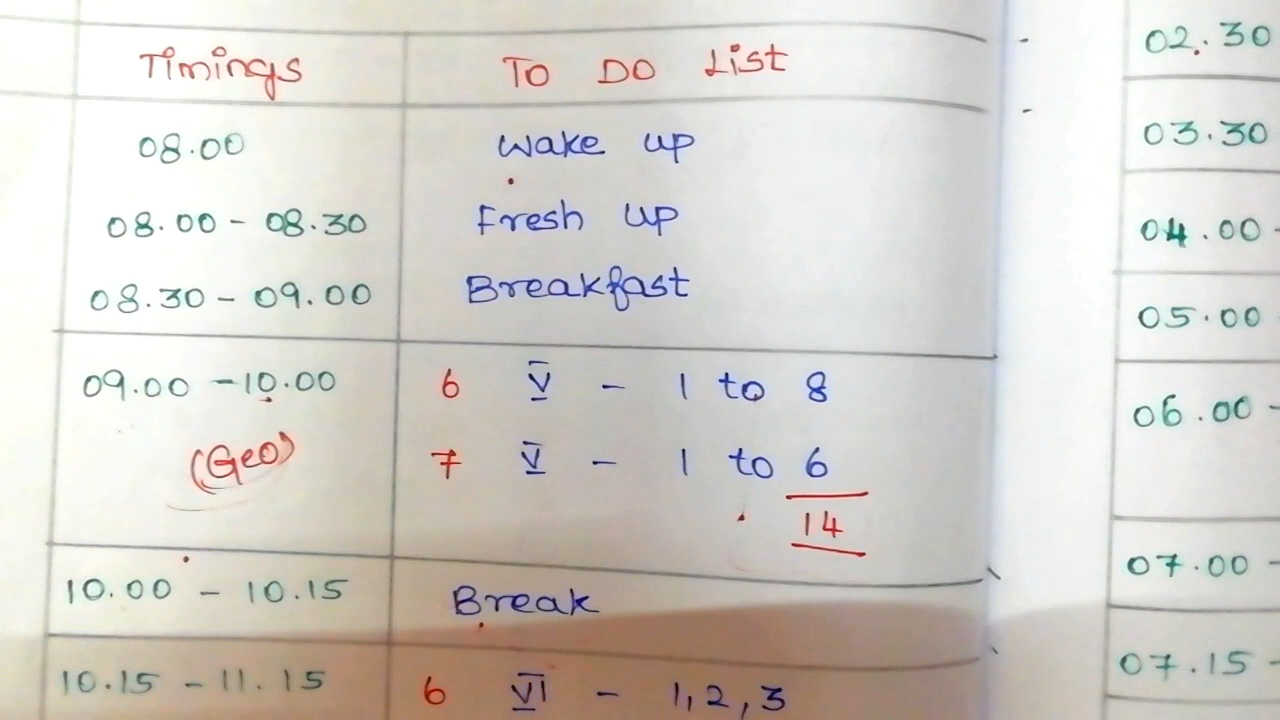 Timings TO DO List
08.00 Wake up
08.00 - 08.30 Fresh up
08.30 - 09.00 Breakfast
09.00 - 10.00 6 V - 1 to 8
(Geo) 7 V - 1 to 6
14
10.00 - 10.15 Break
10.15 - 11.15 6 VI - 1,2,3
02.30
03.30
04.00 -
05.00
06.00 -
07.00 -
07.15 -